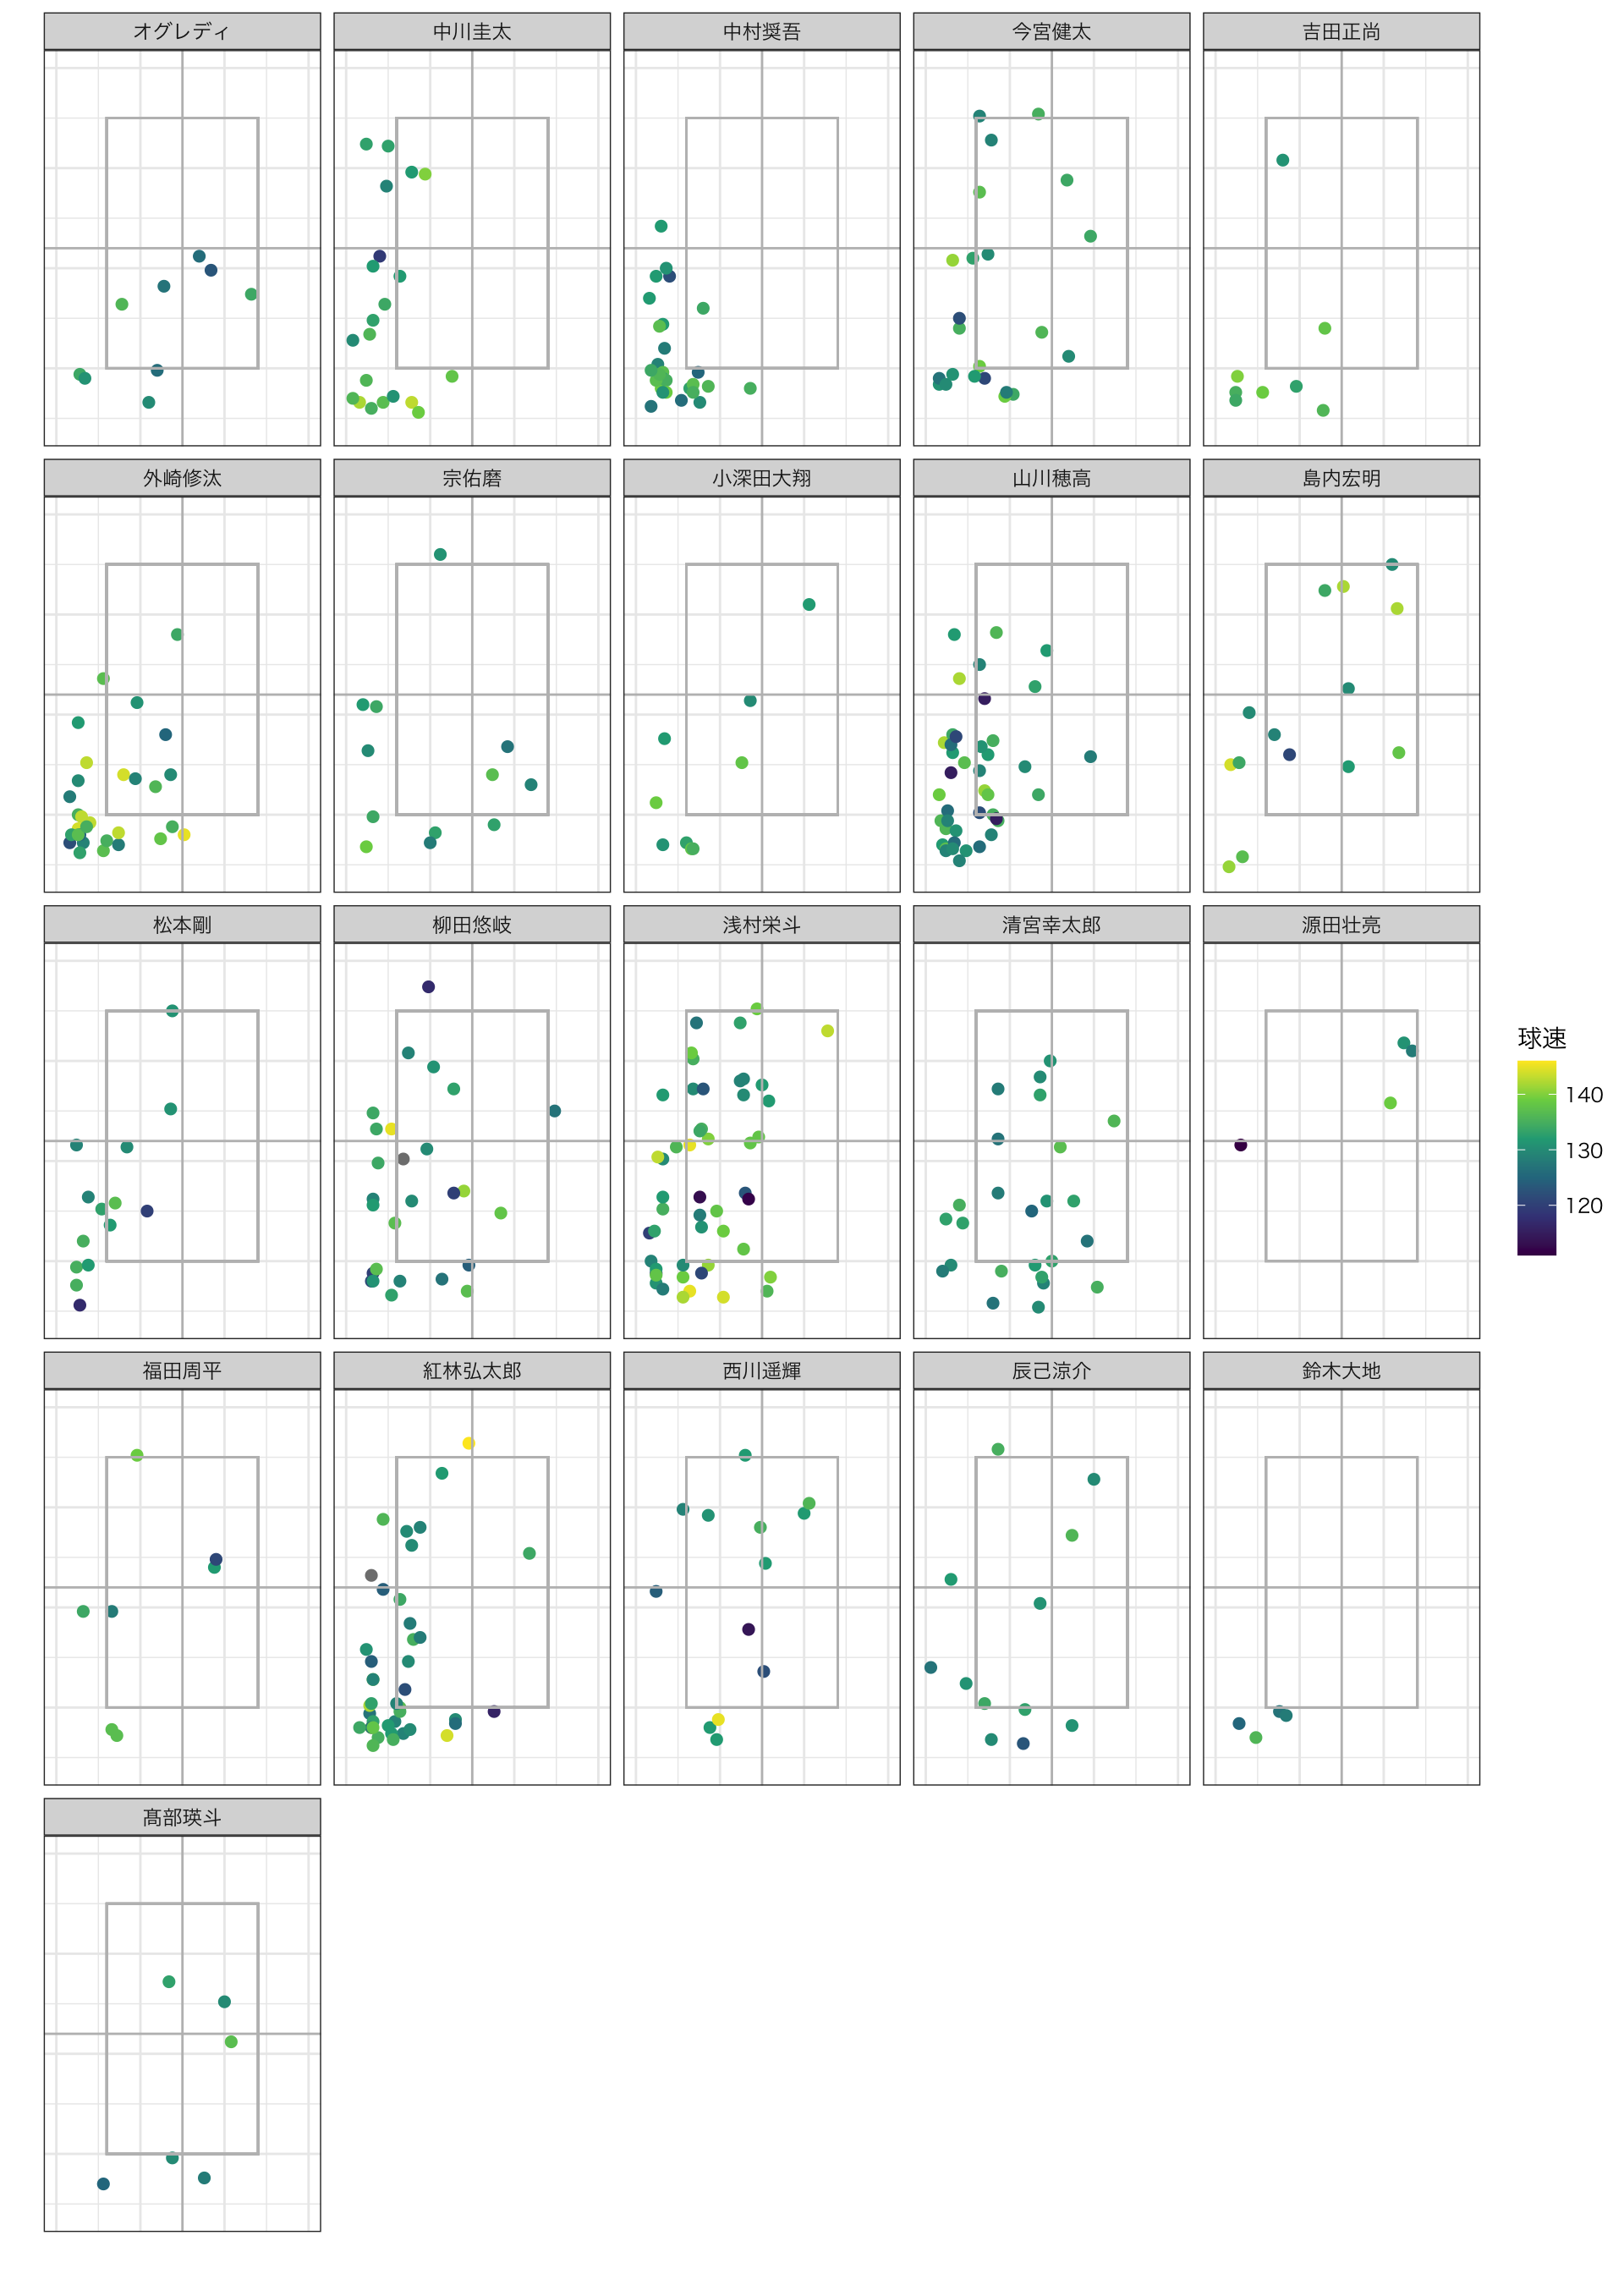 オグレディ
中川圭太
中村奨吾
今宮健太
吉田正尚
外崎修汰
宗佑磨
小深田大翔
山川穂高
島内宏明
松本剛
柳田悠岐
浅村栄斗
清宮幸太郎
源田壮亮
球速
140
130
120
福田周平
紅林弘太郎
西川遥輝
辰己涼介
鈴木大地
髙部瑛斗